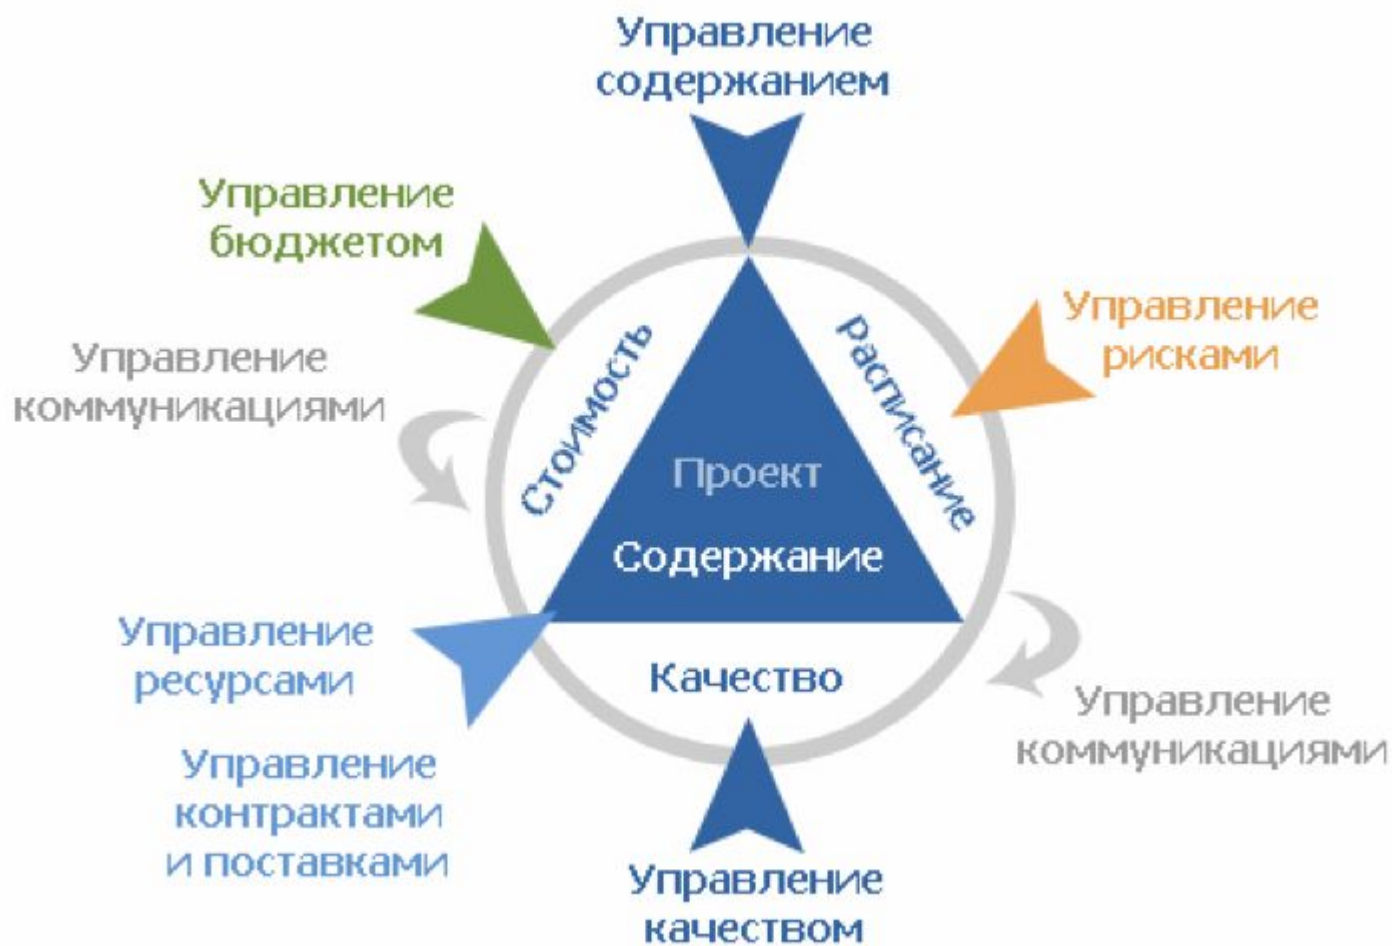 Управление
содержанием
Управление
бюджетом
Управление
рисками
Управление
коммуникациями
Стоимость
Расписание
Проект
Содержание
Управление
ресурсами
Качество
Управление
коммуникациями
Управление
контрактами
и поставками
Управление
качеством